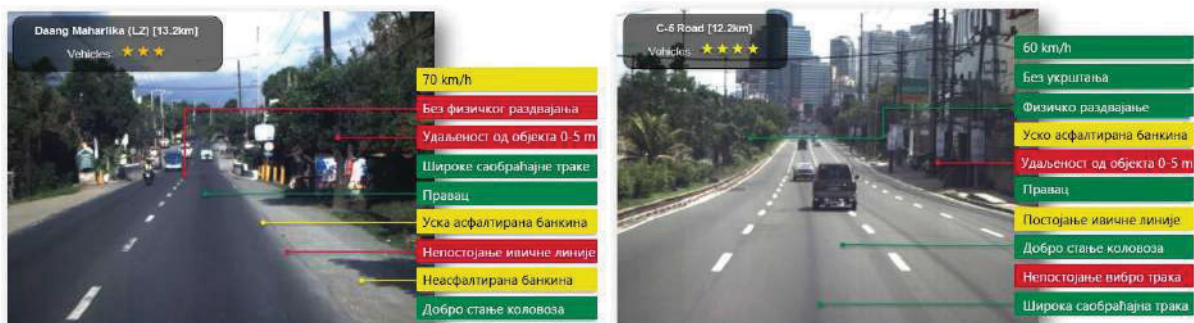 Daang Maharlika (LZ) [13.2km]
Vehicles: ★★★
70 km/h
Без физичког раздвајања
Удаљеност од објекта 0-5 m
Широке саобраћајне траке
Правац
Уска асфалтирана банкина
Непостојање ивичне линије
Неасфалтирана банкина
Добро стање коловоза
C-5 Road [12.2km]
Vehicles: ★★★★
60 km/h
Без укрштања
Физичко раздвајање
Уско асфалтирана банкина
Удаљеност од објекта 0-5 m
Правац
Постојање ивичне линије
Добро стање коловоза
Непостојање вибро трака
Широка саобраћајна трака